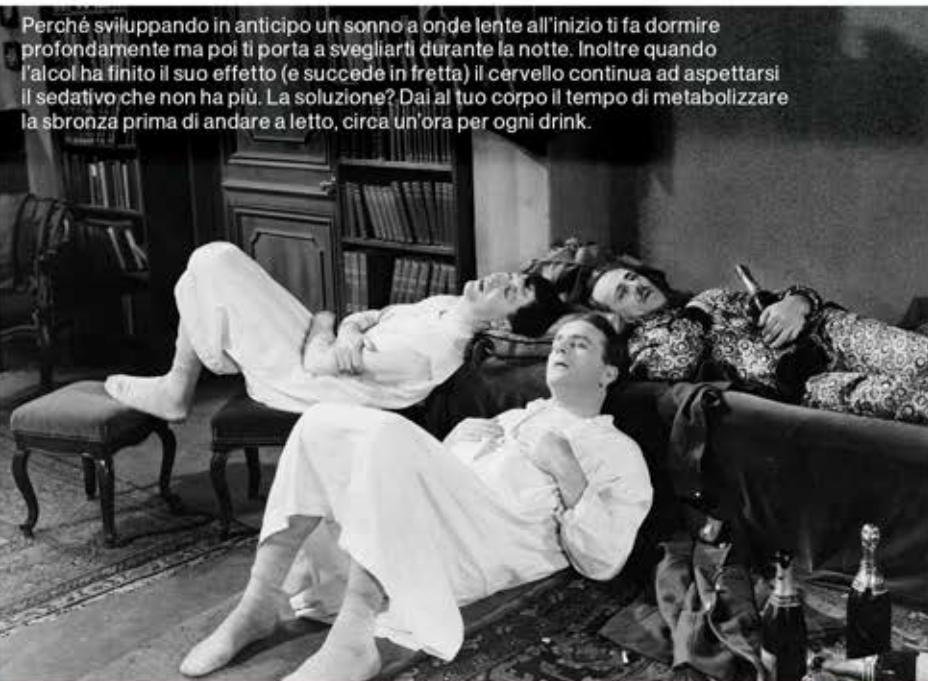 Perché sviluppando in anticipo un sonno a onde lente all'inizio ti fa dormire
profondamente ma poi ti porta a svegliarti durante la notte. Inoltre quando
l'alcol ha finito il suo effetto (e succede in fretta) il cervello continua ad aspettarsi
il sedativo che non ha più. La soluzione? Dai al tuo corpo il tempo di metabolizzare
la sbronza prima di andare a letto, circa un'ora per ogni drink.